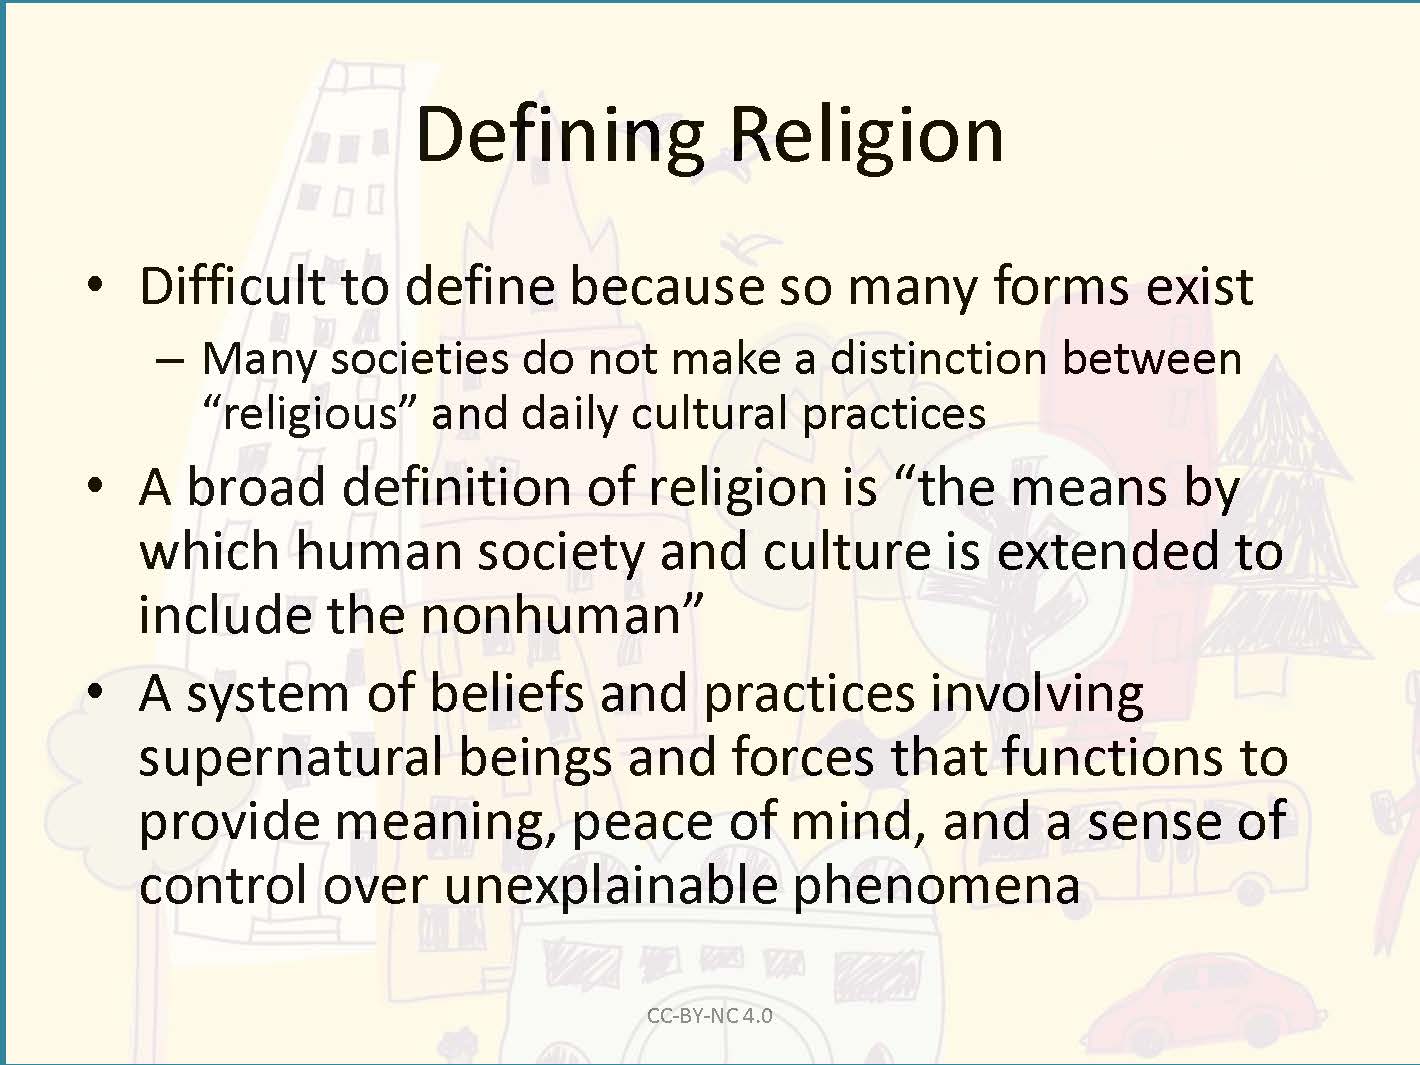 Defining Religion
• Difficult to define because so many forms exist
– Many societies do not make a distinction between
“religious” and daily cultural practices
• A broad definition of religion is “the means by
which human society and culture is extended to
include the nonhuman”
• A system of beliefs and practices involving
supernatural beings and forces that functions to
provide meaning, peace of mind, and a sense of
control over unexplainable phenomena
CC-BY-NC 4.0